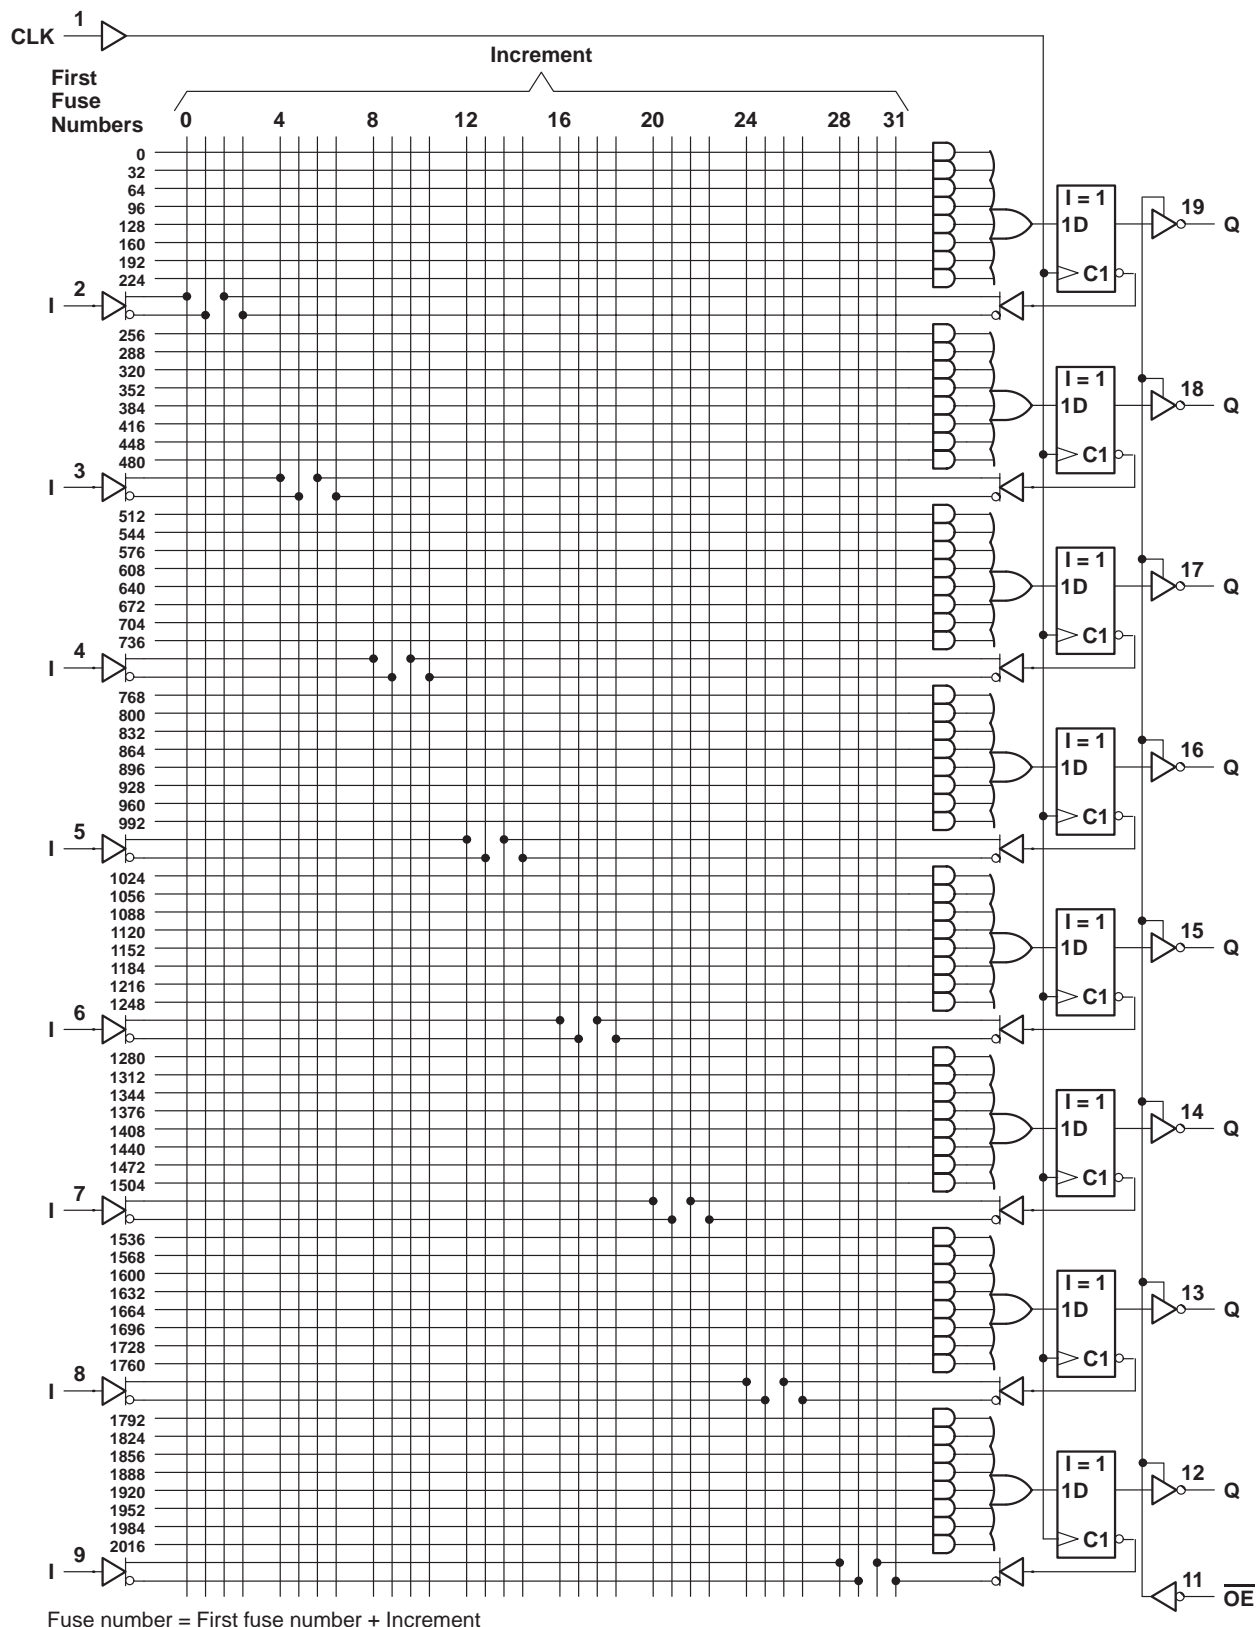 1
CLK
Increment
First
Fuse
Numbers
0 4 8 12 16 20 24 28 31
0
32
64
96
128
160
192
224
I = 1
1D
C1
19
Q
2
I
256
288
320
352
384
416
448
480
I = 1
1D
C1
18
Q
3
I
512
544
576
608
640
672
704
736
I = 1
1D
C1
17
Q
4
I
768
800
832
864
896
928
960
992
I = 1
1D
C1
16
Q
5
I
1024
1056
1088
1120
1152
1184
1216
1248
I = 1
1D
C1
15
Q
6
I
1280
1312
1344
1376
1408
1440
1472
1504
I = 1
1D
C1
14
Q
7
I
1536
1568
1600
1632
1664
1696
1728
1760
I = 1
1D
C1
13
Q
8
I
1792
1824
1856
1888
1920
1952
1984
2016
I = 1
1D
C1
12
Q
9
I
11
OE
Fuse number = First fuse number + Increment